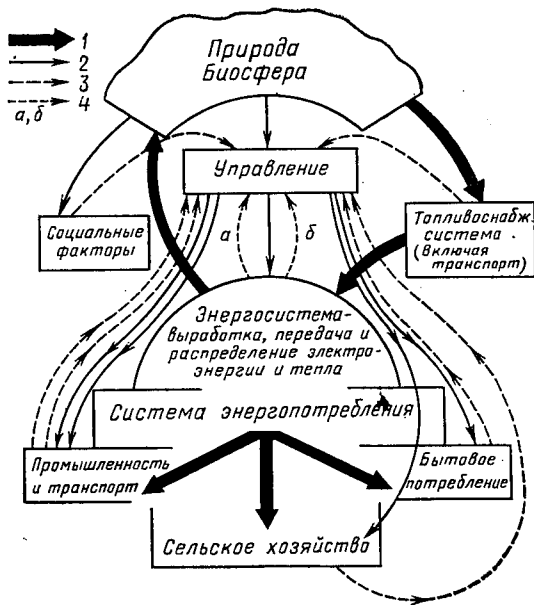 1
2
3
4
а, б
Природа
Биосфера
Управление
Социальные
факторы
а
б
Топливоснабж.
система
(Включая
транспорт)
Энергосистема-
выработка, передача и
распределение электро-
энергии и тепла
Система энергопотребления
Промышленность
и транспорт
Бытовое
потребление
Сельское хозяйство